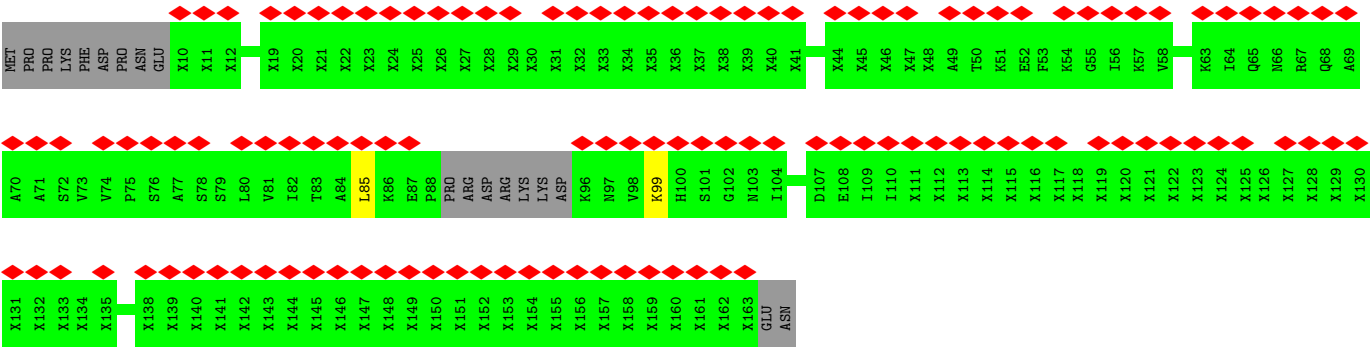 MET PRO PRO LYS PHE ASP PRO ASN GLU X10 X11 X12 X19 X20 X21 X22 X23 X24 X25 X26 X27 X28 X29 X30 X31 X32 X33 X34 X35 X36 X37 X38 X39 X40 X41 X44 X45 X46 X47 X48 A49 T50 K51 E52 F53 K54 G55 I56 K57 V58 K63 I64 Q65 N66 R67 Q68 A69
A70 A71 S72 V73 V74 P75 S76 A77 S78 S79 L80 V81 I82 T83 A84 L85 K86 E87 P88 PRO ARG ASP ARG LYS LYS ASP K96 N97 V98 K99 H100 S101 G102 N103 I104 D107 E108 I109 I110 X111 X112 X113 X114 X115 X116 X117 X118 X119 X120 X121 X122 X123 X124 X125 X126 X127 X128 X129 X130
X131 X132 X133 X134 X135 X138 X139 X140 X141 X142 X143 X144 X145 X146 X147 X148 X149 X150 X151 X152 X153 X154 X155 X156 X157 X158 X159 X160 X161 X162 X163 GLU ASN